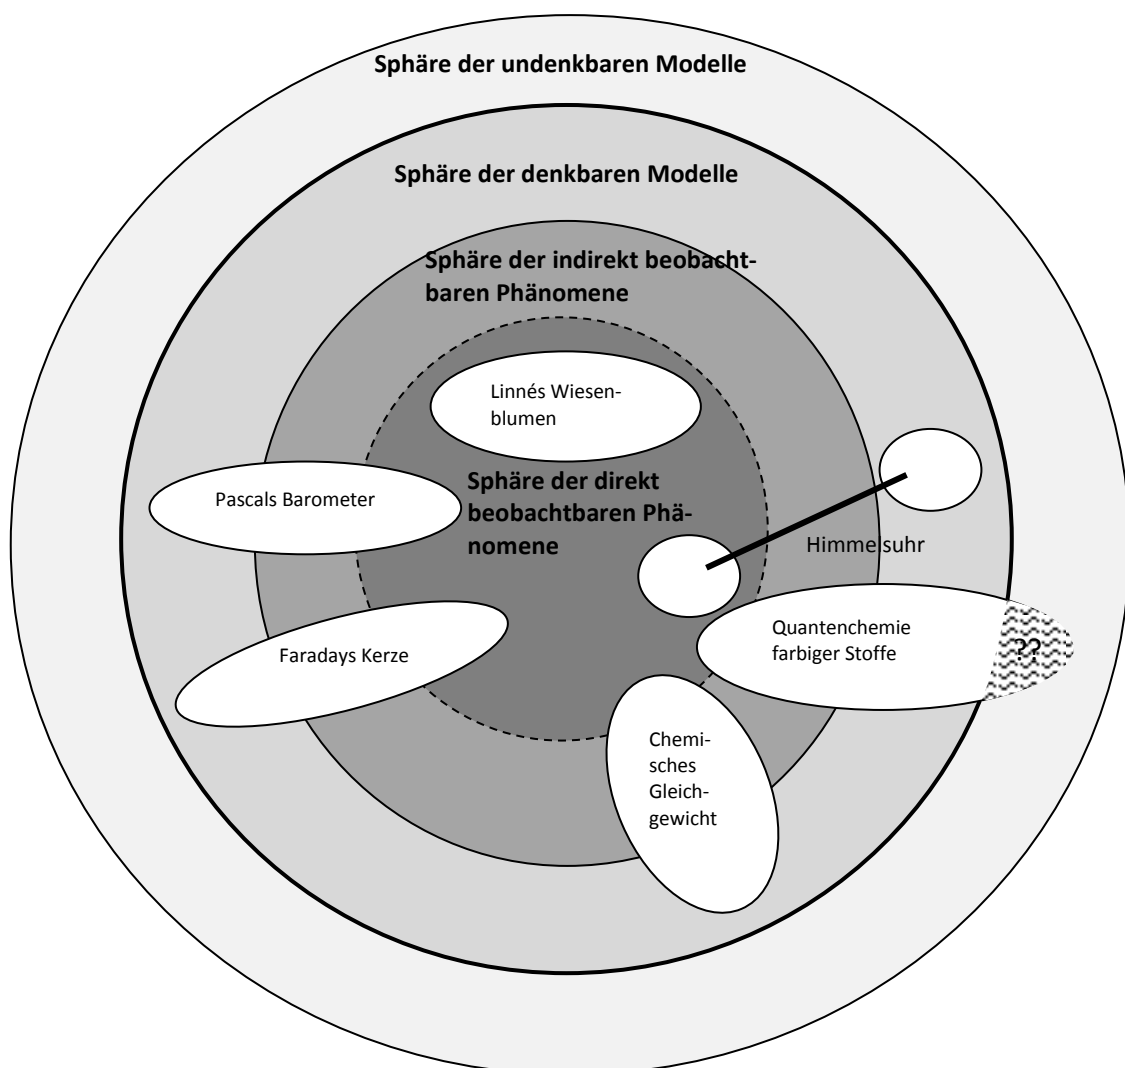 Sphäre der undenkbaren Modelle
Sphäre der denkbaren Modelle
Sphäre der indirekt beobacht-
baren Phänomene
Linnés Wiesen-
blumen
Pascals Barometer
Sphäre der direkt
beobachtbaren Phä-
nomene
Himmelsuhr
Quantenchemie
farbiger Stoffe
??
Faradays Kerze
Chemi-
sches
Gleich-
gewicht